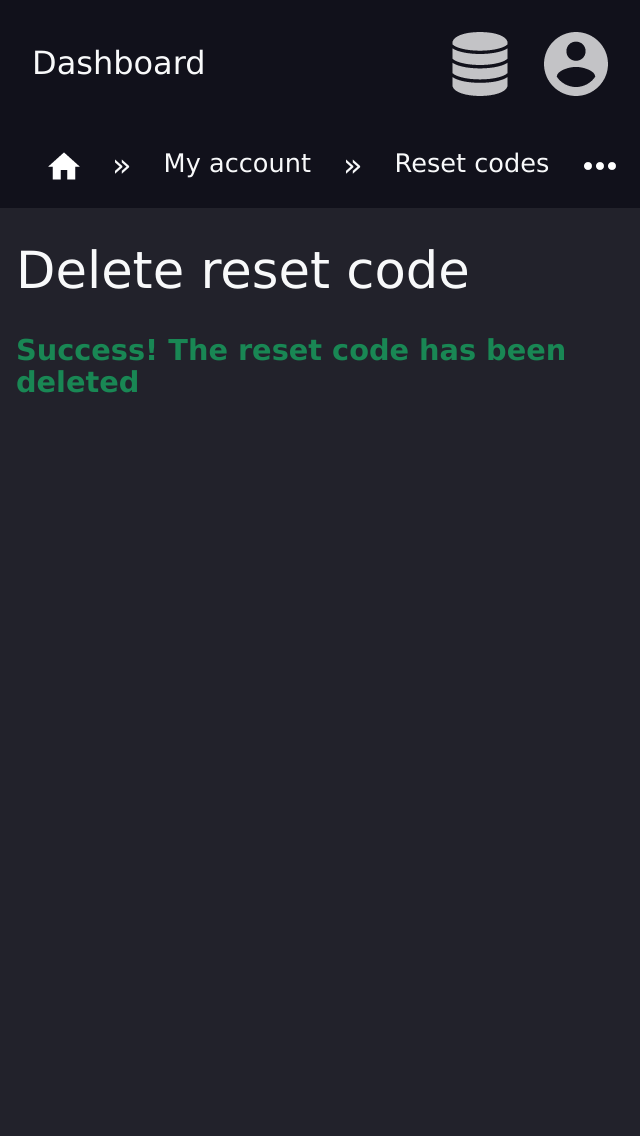 Dashboard
» My account » Reset codes
Delete reset code
Success! The reset code has been
deleted